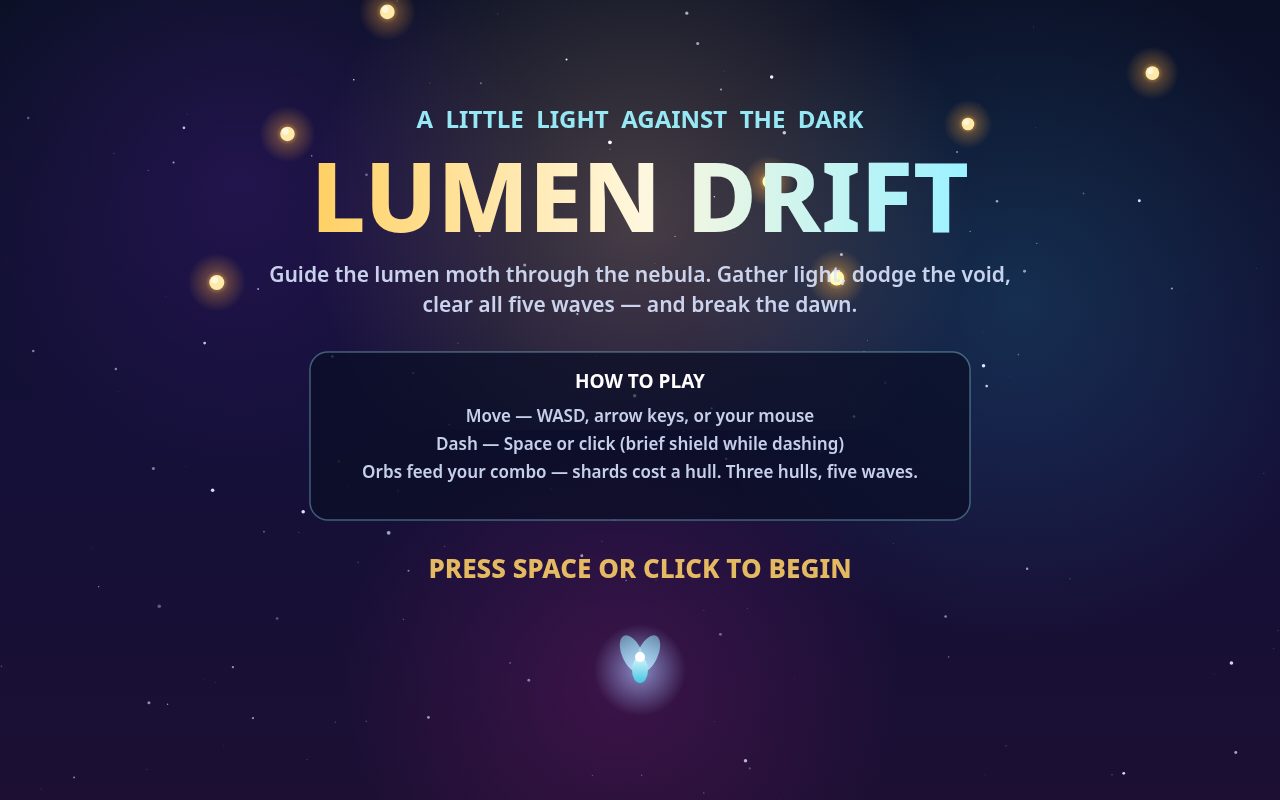 A LITTLE LIGHT AGAINST THE DARK
LUMEN DRIFT
Guide the lumen moth through the nebula. Gather light, dodge the void,
clear all five waves — and break the dawn.
HOW TO PLAY
Move — WASD, arrow keys, or your mouse
Dash — Space or click (brief shield while dashing)
Orbs feed your combo — shards cost a hull. Three hulls, five waves.
PRESS SPACE OR CLICK TO BEGIN